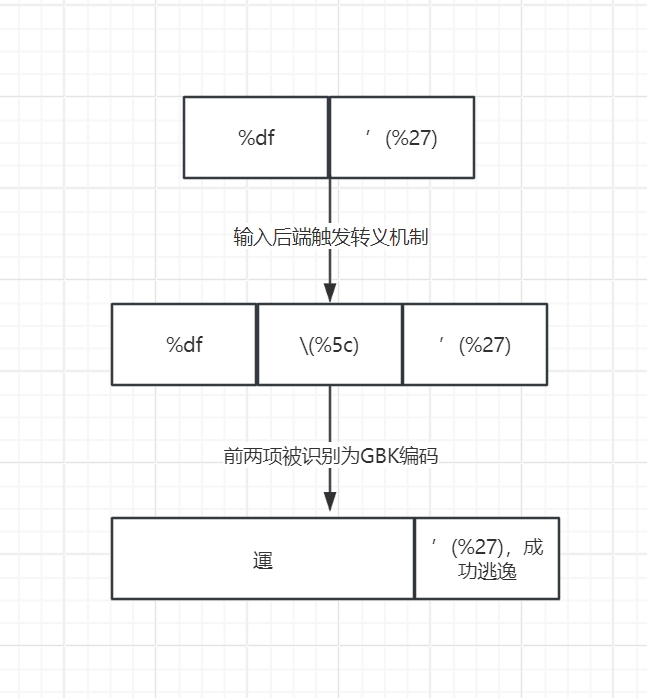 %df
′(%27)
输入后端触发转义机制
%df
\(%5c)
′(%27)
前两项被识别为GBK编码
運
′(%27)，成
功逃逸